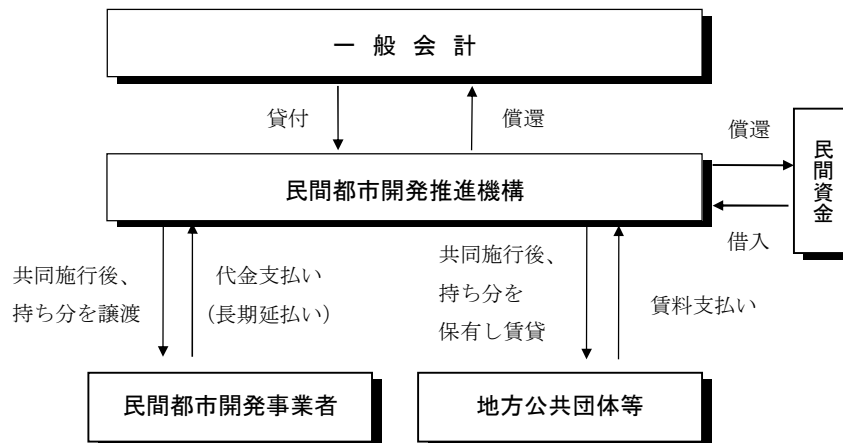 一 般 会 計
貸付
償還
償還
民間資金
民間都市開発推進機構
借入
共同施行後、
持ち分を譲渡
代金支払い
(長期延払い)
共同施行後、
持ち分を
保有し賃貸
賃料支払い
民間都市開発事業者
地方公共団体等